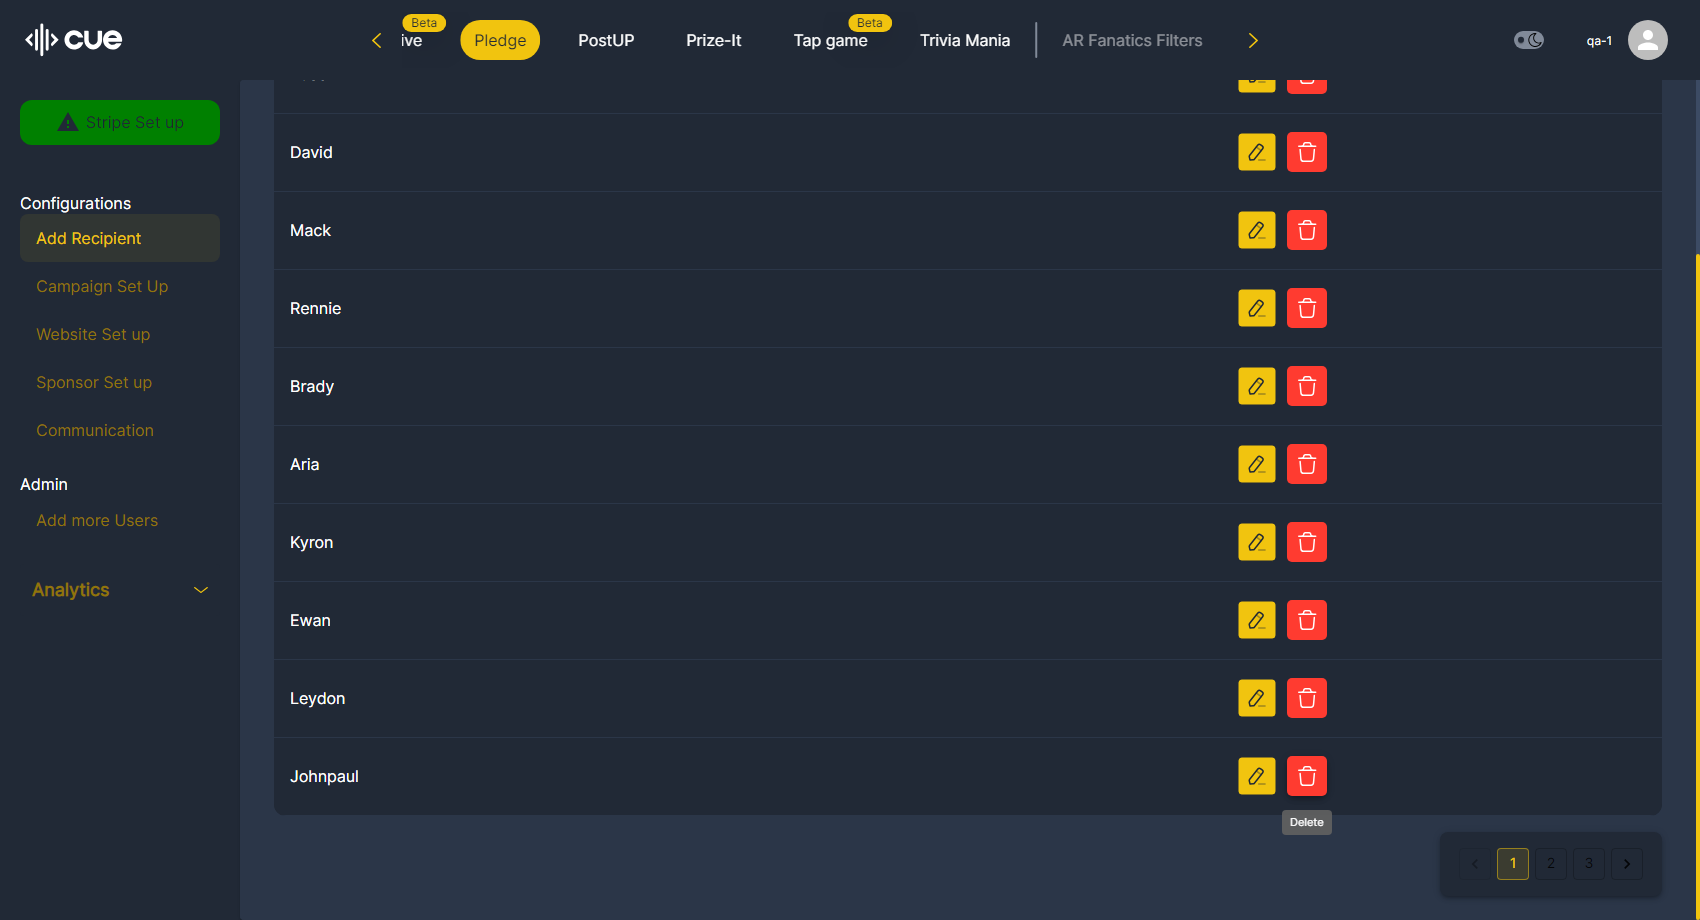 cue
Beta
ive
Pledge
PostUP
Prize-It
Beta
Tap game
Trivia Mania
AR Fanatics Filters
qa-1
Stripe Set up
Configurations
Add Recipient
Campaign Set Up
Website Set up
Sponsor Set up
Communication
Admin
Add more Users
Analytics
David
Mack
Rennie
Brady
Aria
Kyron
Ewan
Leydon
Johnpaul
Delete
1 2 3